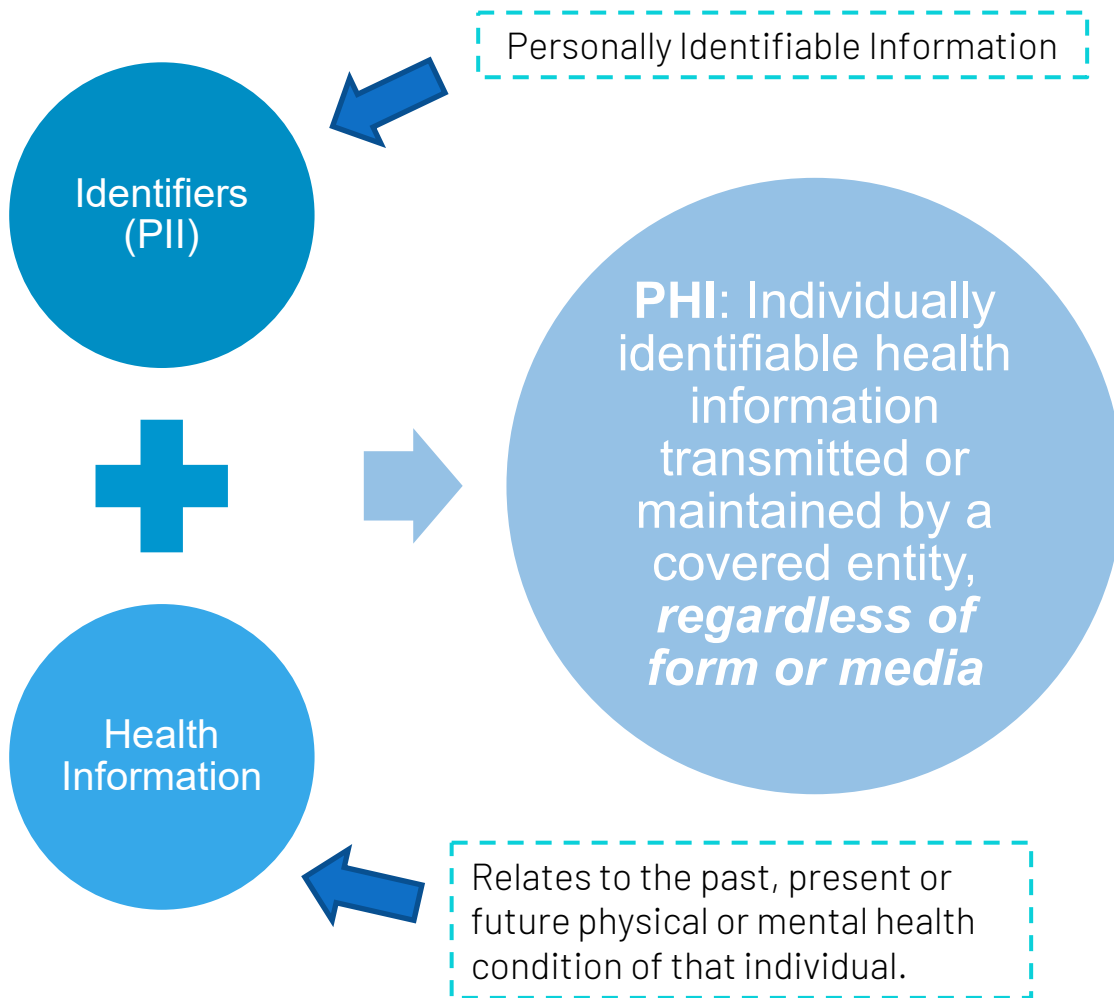 Personally Identifiable Information
Identifiers
(PII)
PHI: Individually
identifiable health
information
transmitted or
maintained by a
covered entity,
regardless of
form or media
Health
Information
Relates to the past, present or
future physical or mental health
condition of that individual.